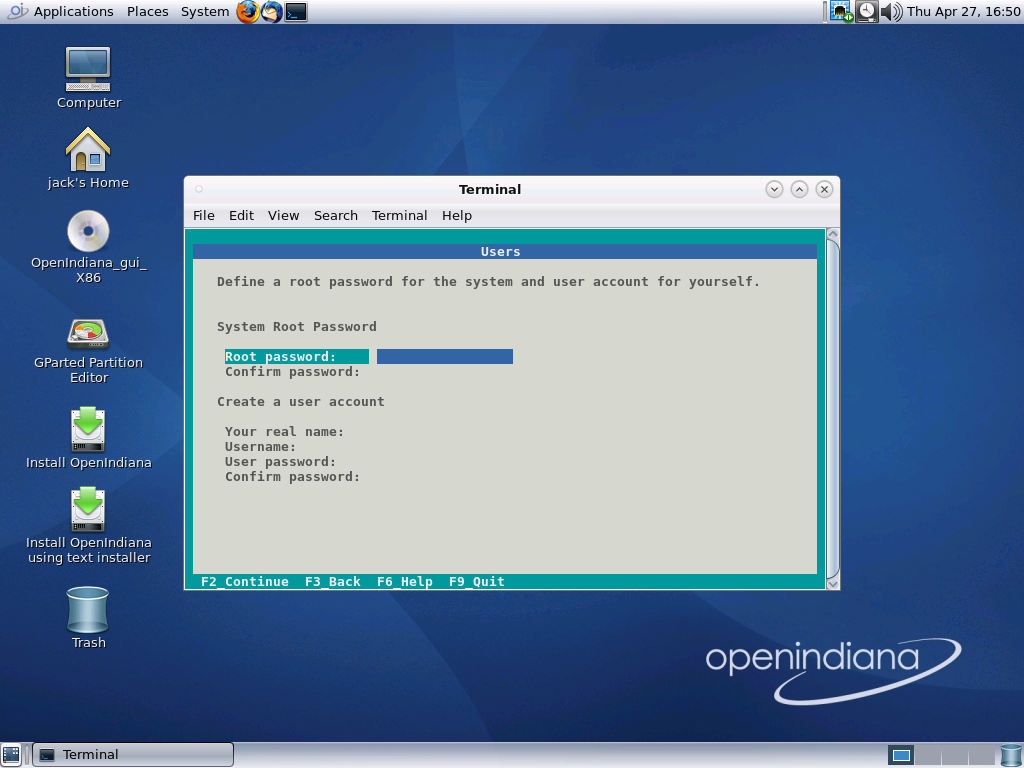 Applications Places System Thu Apr 27, 16:50
Computer
jack's Home
OpenIndiana_gui_
X86
GParted Partition
Editor
Install OpenIndiana
Install OpenIndiana
using text installer
Trash
Terminal
File Edit View Search Terminal Help
Users
Define a root password for the system and user account for yourself.
System Root Password
Root password:
Confirm password:
Create a user account
Your real name:
Username:
User password:
Confirm password:
F2_Continue F3_Back F6_Help F9_Quit
openindiana
Terminal